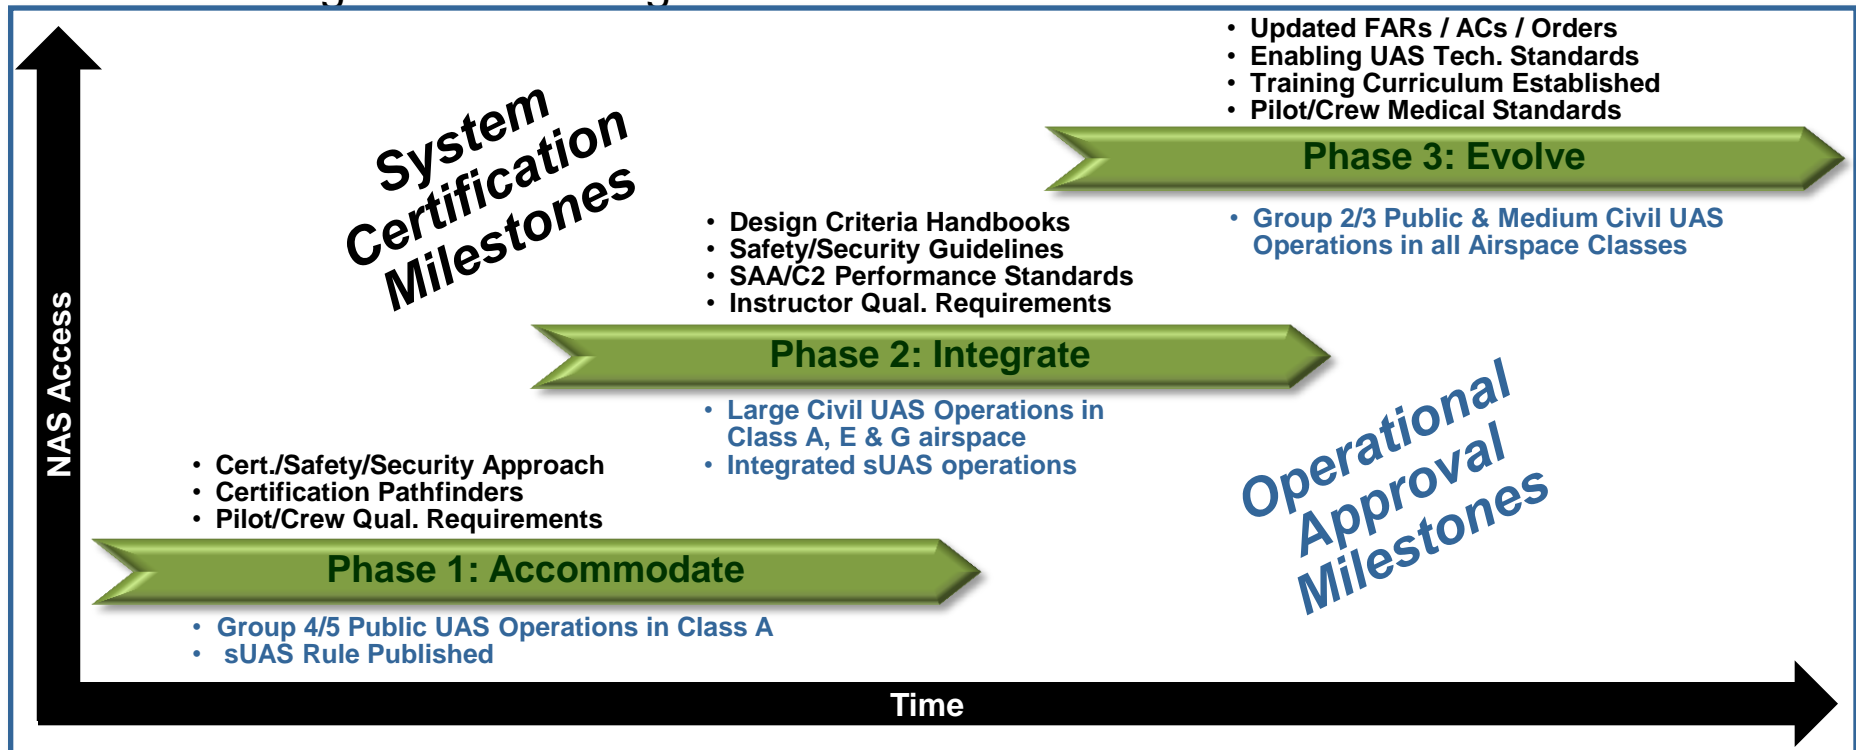 • Updated FARs / ACs / Orders
• Enabling UAS Tech. Standards
• Training Curriculum Established
• Pilot/Crew Medical Standards
Phase 3: Evolve
• Group 2/3 Public & Medium Civil UAS
Operations in all Airspace Classes
System
Certification
Milestones
• Design Criteria Handbooks
• Safety/Security Guidelines
• SAA/C2 Performance Standards
• Instructor Qual. Requirements
Phase 2: Integrate
• Large Civil UAS Operations in
Class A, E & G airspace
• Integrated sUAS operations
Operational
Approval
Milestones
NAS Access
• Cert./Safety/Security Approach
• Certification Pathfinders
• Pilot/Crew Qual. Requirements
Phase 1: Accommodate
• Group 4/5 Public UAS Operations in Class A
• sUAS Rule Published
Time